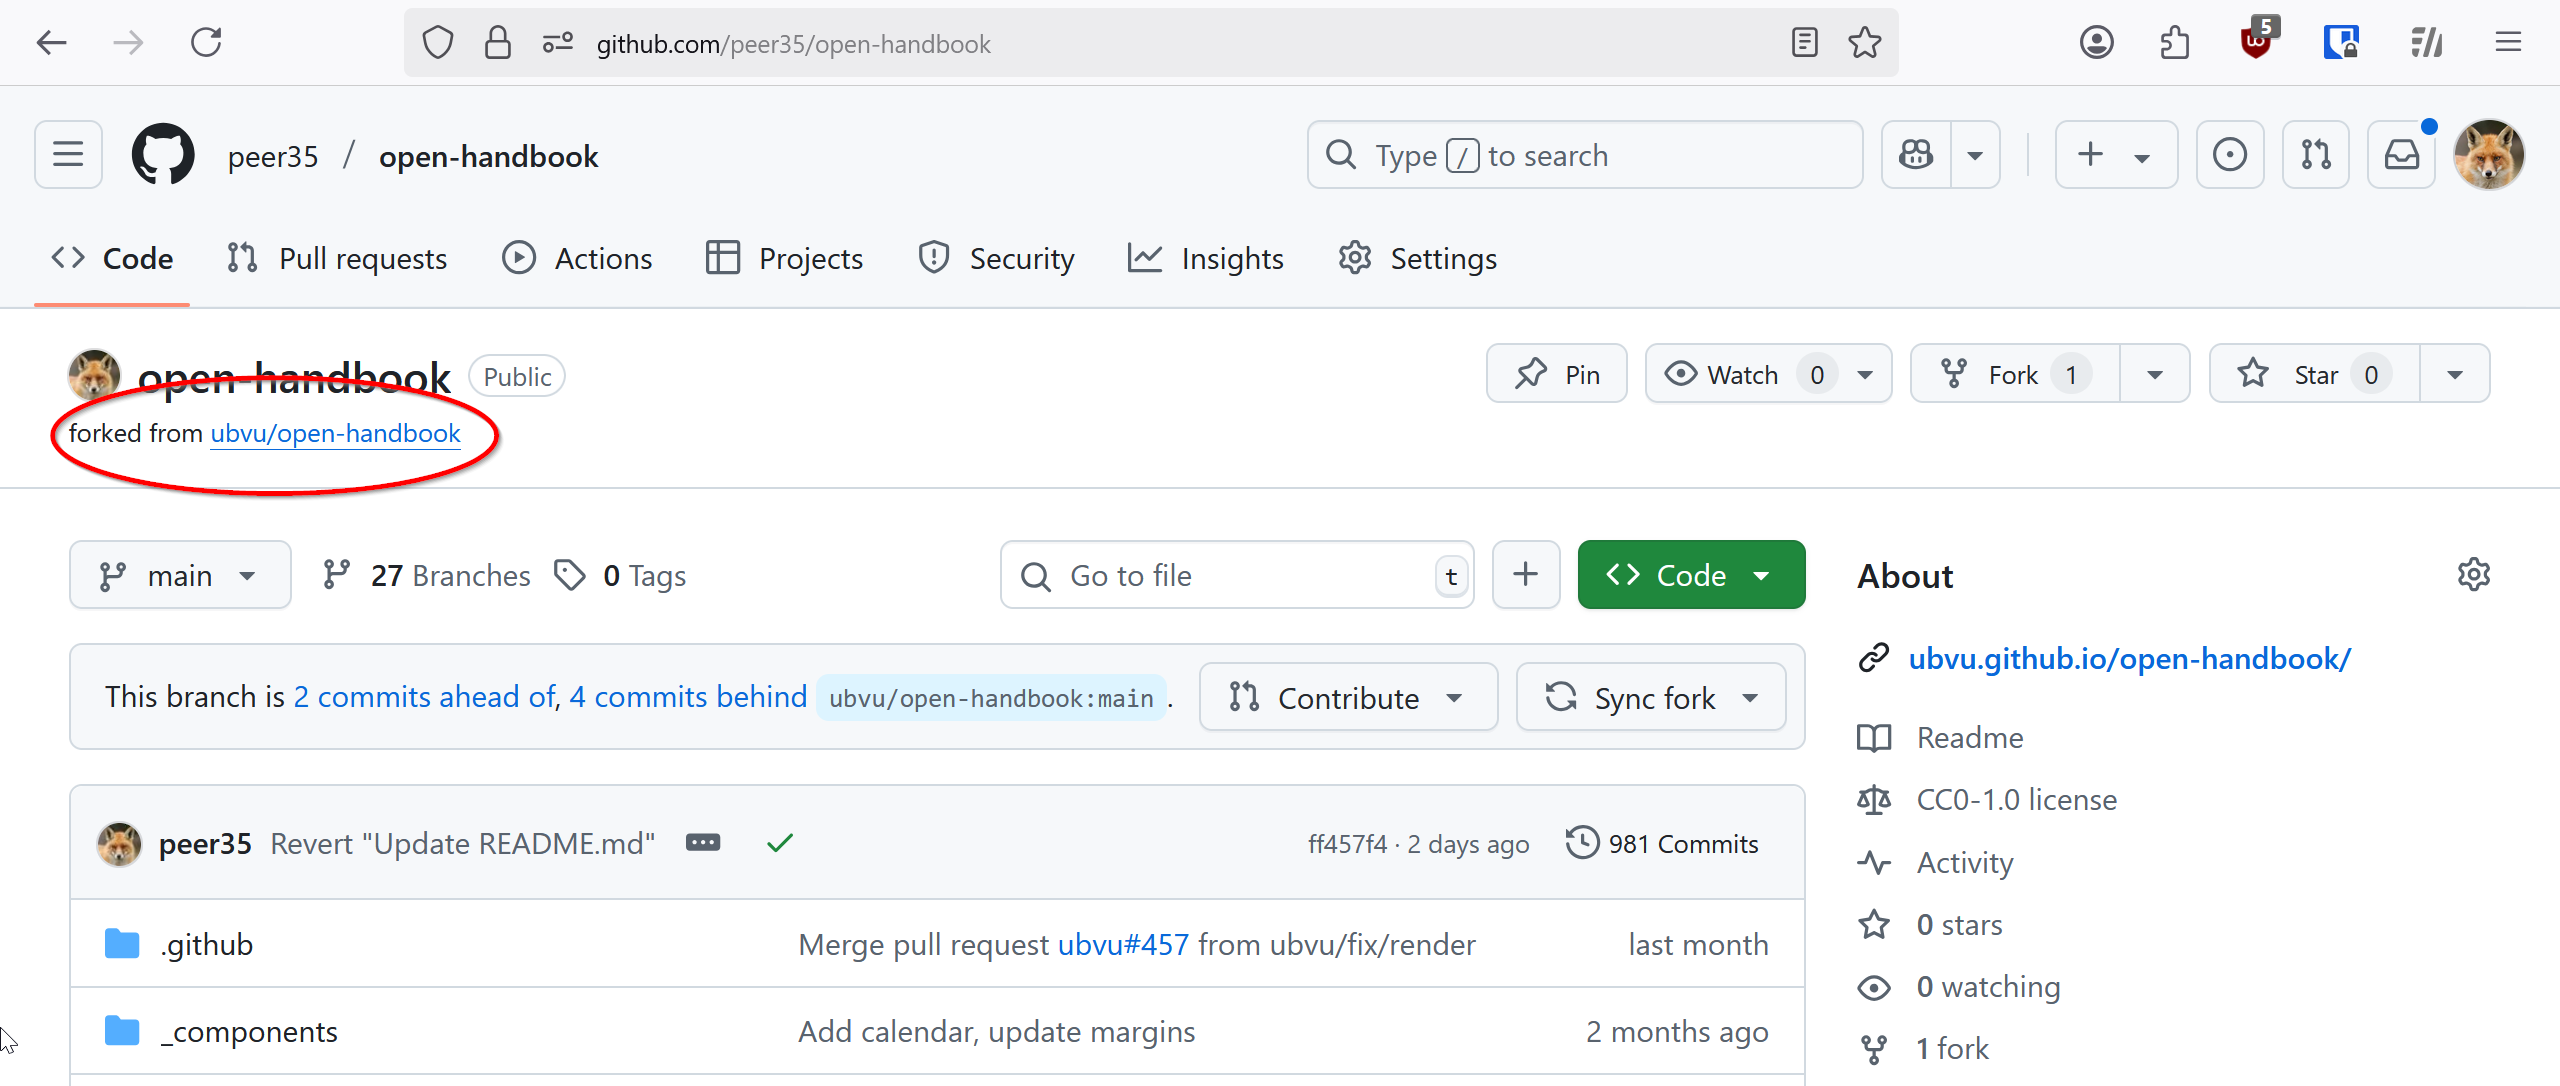 github.com/peer35/open-handbook
5
peer35 / open-handbook
Type / to search
Code
Pull requests
Actions
Projects
Security
Insights
Settings
open-handbook
Public
Pin
Watch 0
Fork 1
Star 0
forked from ubvu/open-handbook
main
27 Branches
0 Tags
Go to file
t
Code
About
This branch is 2 commits ahead of, 4 commits behind ubvu/open-handbook:main.
Contribute
Sync fork
ubvu.github.io/open-handbook/
Readme
CC0-1.0 license
Activity
0 stars
0 watching
1 fork
peer35 Revert "Update README.md"
ff457f4 · 2 days ago
981 Commits
.github
Merge pull request ubvu#457 from ubvu/fix/render
last month
_components
Add calendar, update margins
2 months ago